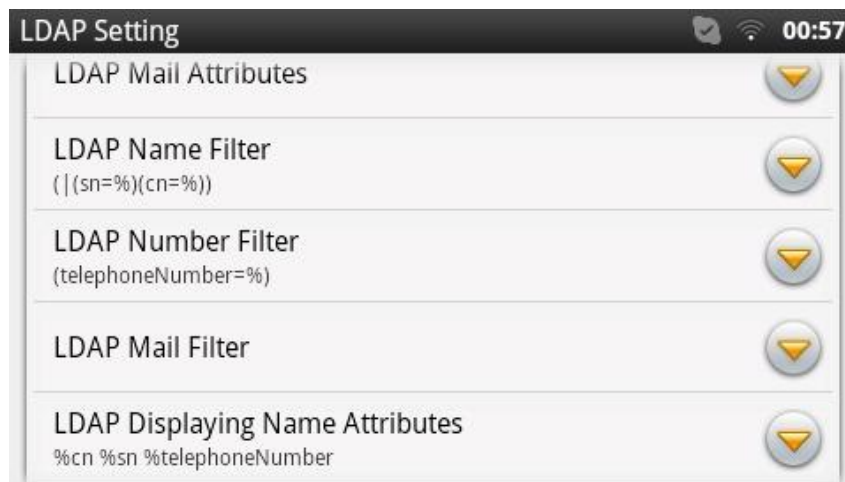 LDAP Setting
00:57
LDAP Mail Attributes
LDAP Name Filter
(|(sn=%)(cn=%))
LDAP Number Filter
(telephoneNumber=%)
LDAP Mail Filter
LDAP Displaying Name Attributes
%cn %sn %telephoneNumber